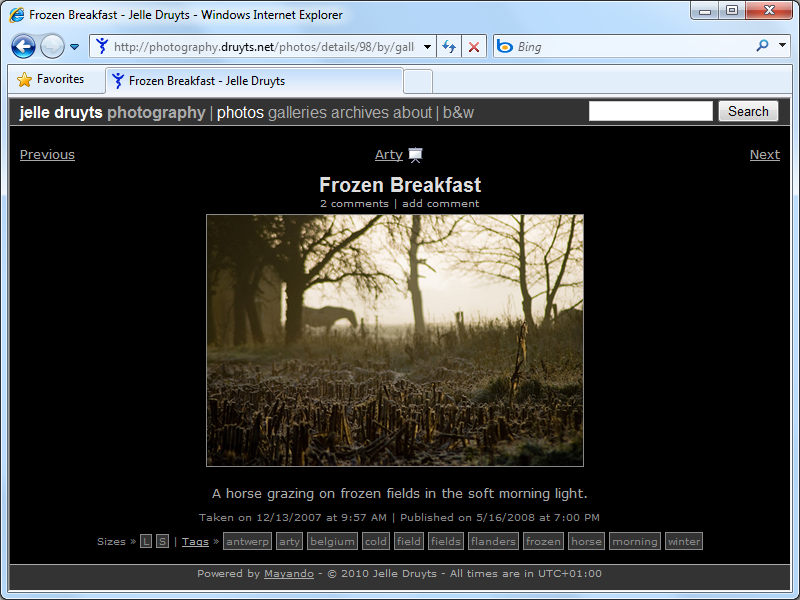 Frozen Breakfast - Jelle Druyts - Windows Internet Explorer
http://photography.druyts.net/photos/details/98/by/gall
Bing
Favorites
Frozen Breakfast - Jelle Druyts
jelle druyts photography | photos galleries archives about | b&w
Search
Previous
Arty
Next
Frozen Breakfast
2 comments | add comment
A horse grazing on frozen fields in the soft morning light.
Taken on 12/13/2007 at 9:57 AM | Published on 5/16/2008 at 7:00 PM
Sizes » L S | Tags » antwerp arty belgium cold field fields flanders frozen horse morning winter
Powered by Mayando - © 2010 Jelle Druyts - All times are in UTC+01:00